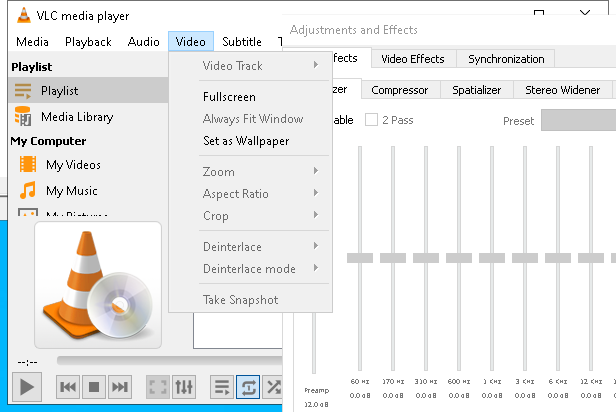 VLC media player
Media Playback Audio Video Subtitle T
Playlist
Playlist
Media Library
My Computer
My Videos
My Music
My Pictures
--:--
Video Track
Fullscreen
Always Fit Window
Set as Wallpaper
Zoom
Aspect Ratio
Crop
Deinterlace
Deinterlace mode
Take Snapshot
Adjustments and Effects
ffects Video Effects Synchronization
zer Compressor Spatializer Stereo Widener
able 2 Pass Preset
60 Hz 170 Hz 310 Hz 600 Hz 1 KHz 3 KHz 6 KHz 12 KHz
Preamp
12.0 dB 0.0 dB 0.0 dB 0.0 dB 0.0 dB 0.0 dB 0.0 dB 0.0 dB 0.0 dB